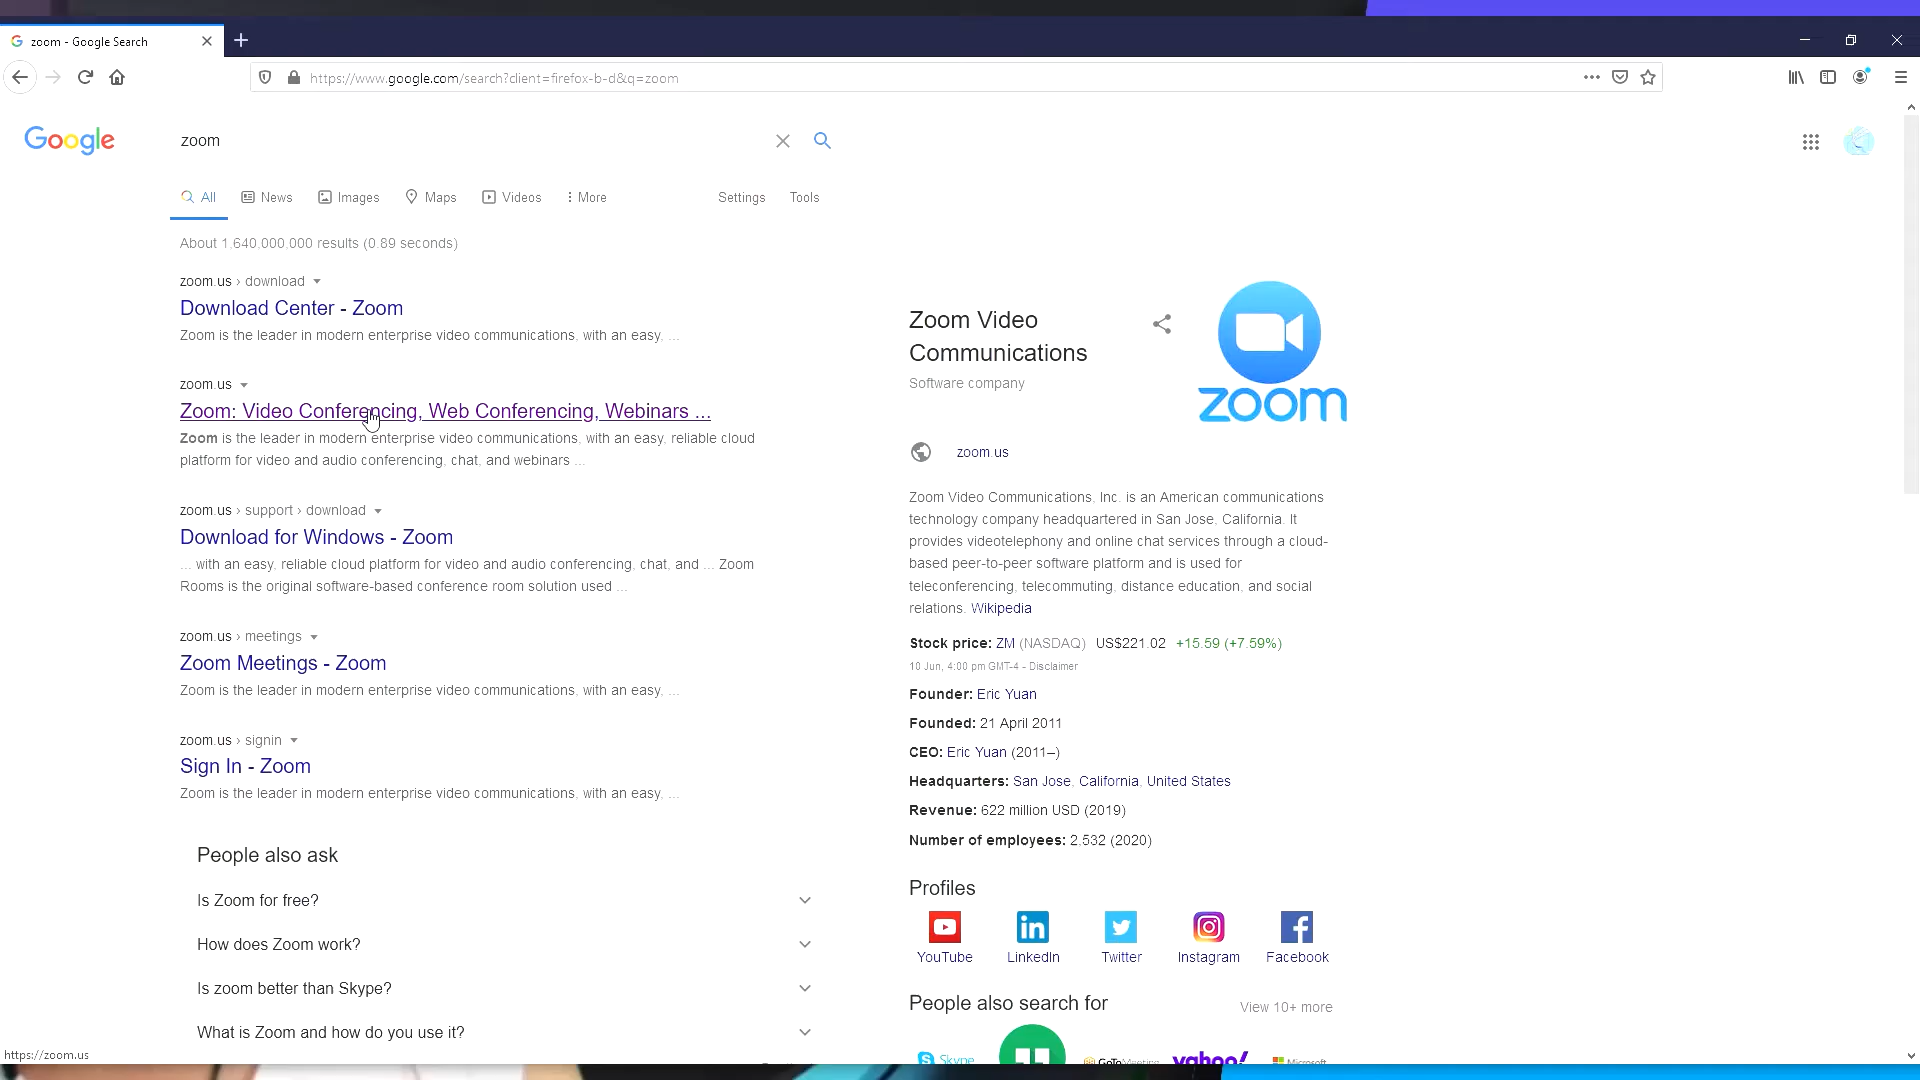 zoom - Google Search
https://www.google.com/search?client=firefox-b-d&q=zoom
Google
zoom
All News Images Maps Videos More Settings Tools
About 1,640,000,000 results (0.89 seconds)
zoom.us › download
Download Center - Zoom
Zoom is the leader in modern enterprise video communications, with an easy, ...
zoom.us
Zoom: Video Conferencing, Web Conferencing, Webinars ...
Zoom is the leader in modern enterprise video communications, with an easy, reliable cloud
platform for video and audio conferencing, chat, and webinars ...
zoom.us › support › download
Download for Windows - Zoom
... with an easy, reliable cloud platform for video and audio conferencing, chat, and ... Zoom
Rooms is the original software-based conference room solution used ...
zoom.us › meetings
Zoom Meetings - Zoom
Zoom is the leader in modern enterprise video communications, with an easy, ...
zoom.us › signin
Sign In - Zoom
Zoom is the leader in modern enterprise video communications, with an easy, ...
People also ask
Is Zoom for free?
How does Zoom work?
Is zoom better than Skype?
What is Zoom and how do you use it?
https://zoom.us
Zoom Video
Communications
Software company
zoom
zoom.us
Zoom Video Communications, Inc. is an American communications
technology company headquartered in San Jose, California. It
provides videotelephony and online chat services through a cloud-
based peer-to-peer software platform and is used for
teleconferencing, telecommuting, distance education, and social
relations. Wikipedia
Stock price: ZM (NASDAQ) US$221.02 +15.59 (+7.59%)
10 Jun, 4:00 pm GMT-4 - Disclaimer
Founder: Eric Yuan
Founded: 21 April 2011
CEO: Eric Yuan (2011–)
Headquarters: San Jose, California, United States
Revenue: 622 million USD (2019)
Number of employees: 2,532 (2020)
Profiles
YouTube LinkedIn Twitter Instagram Facebook
People also search for View 10+ more
Skype GoToMeeting yahoo! Microsoft